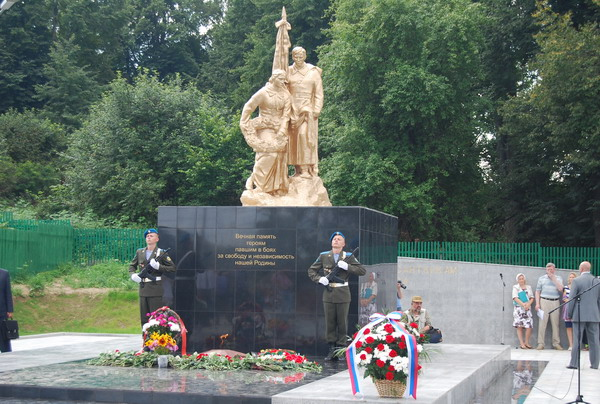 Вечная память
героям
павшим в боях
за свободу и независимость
нашей Родины